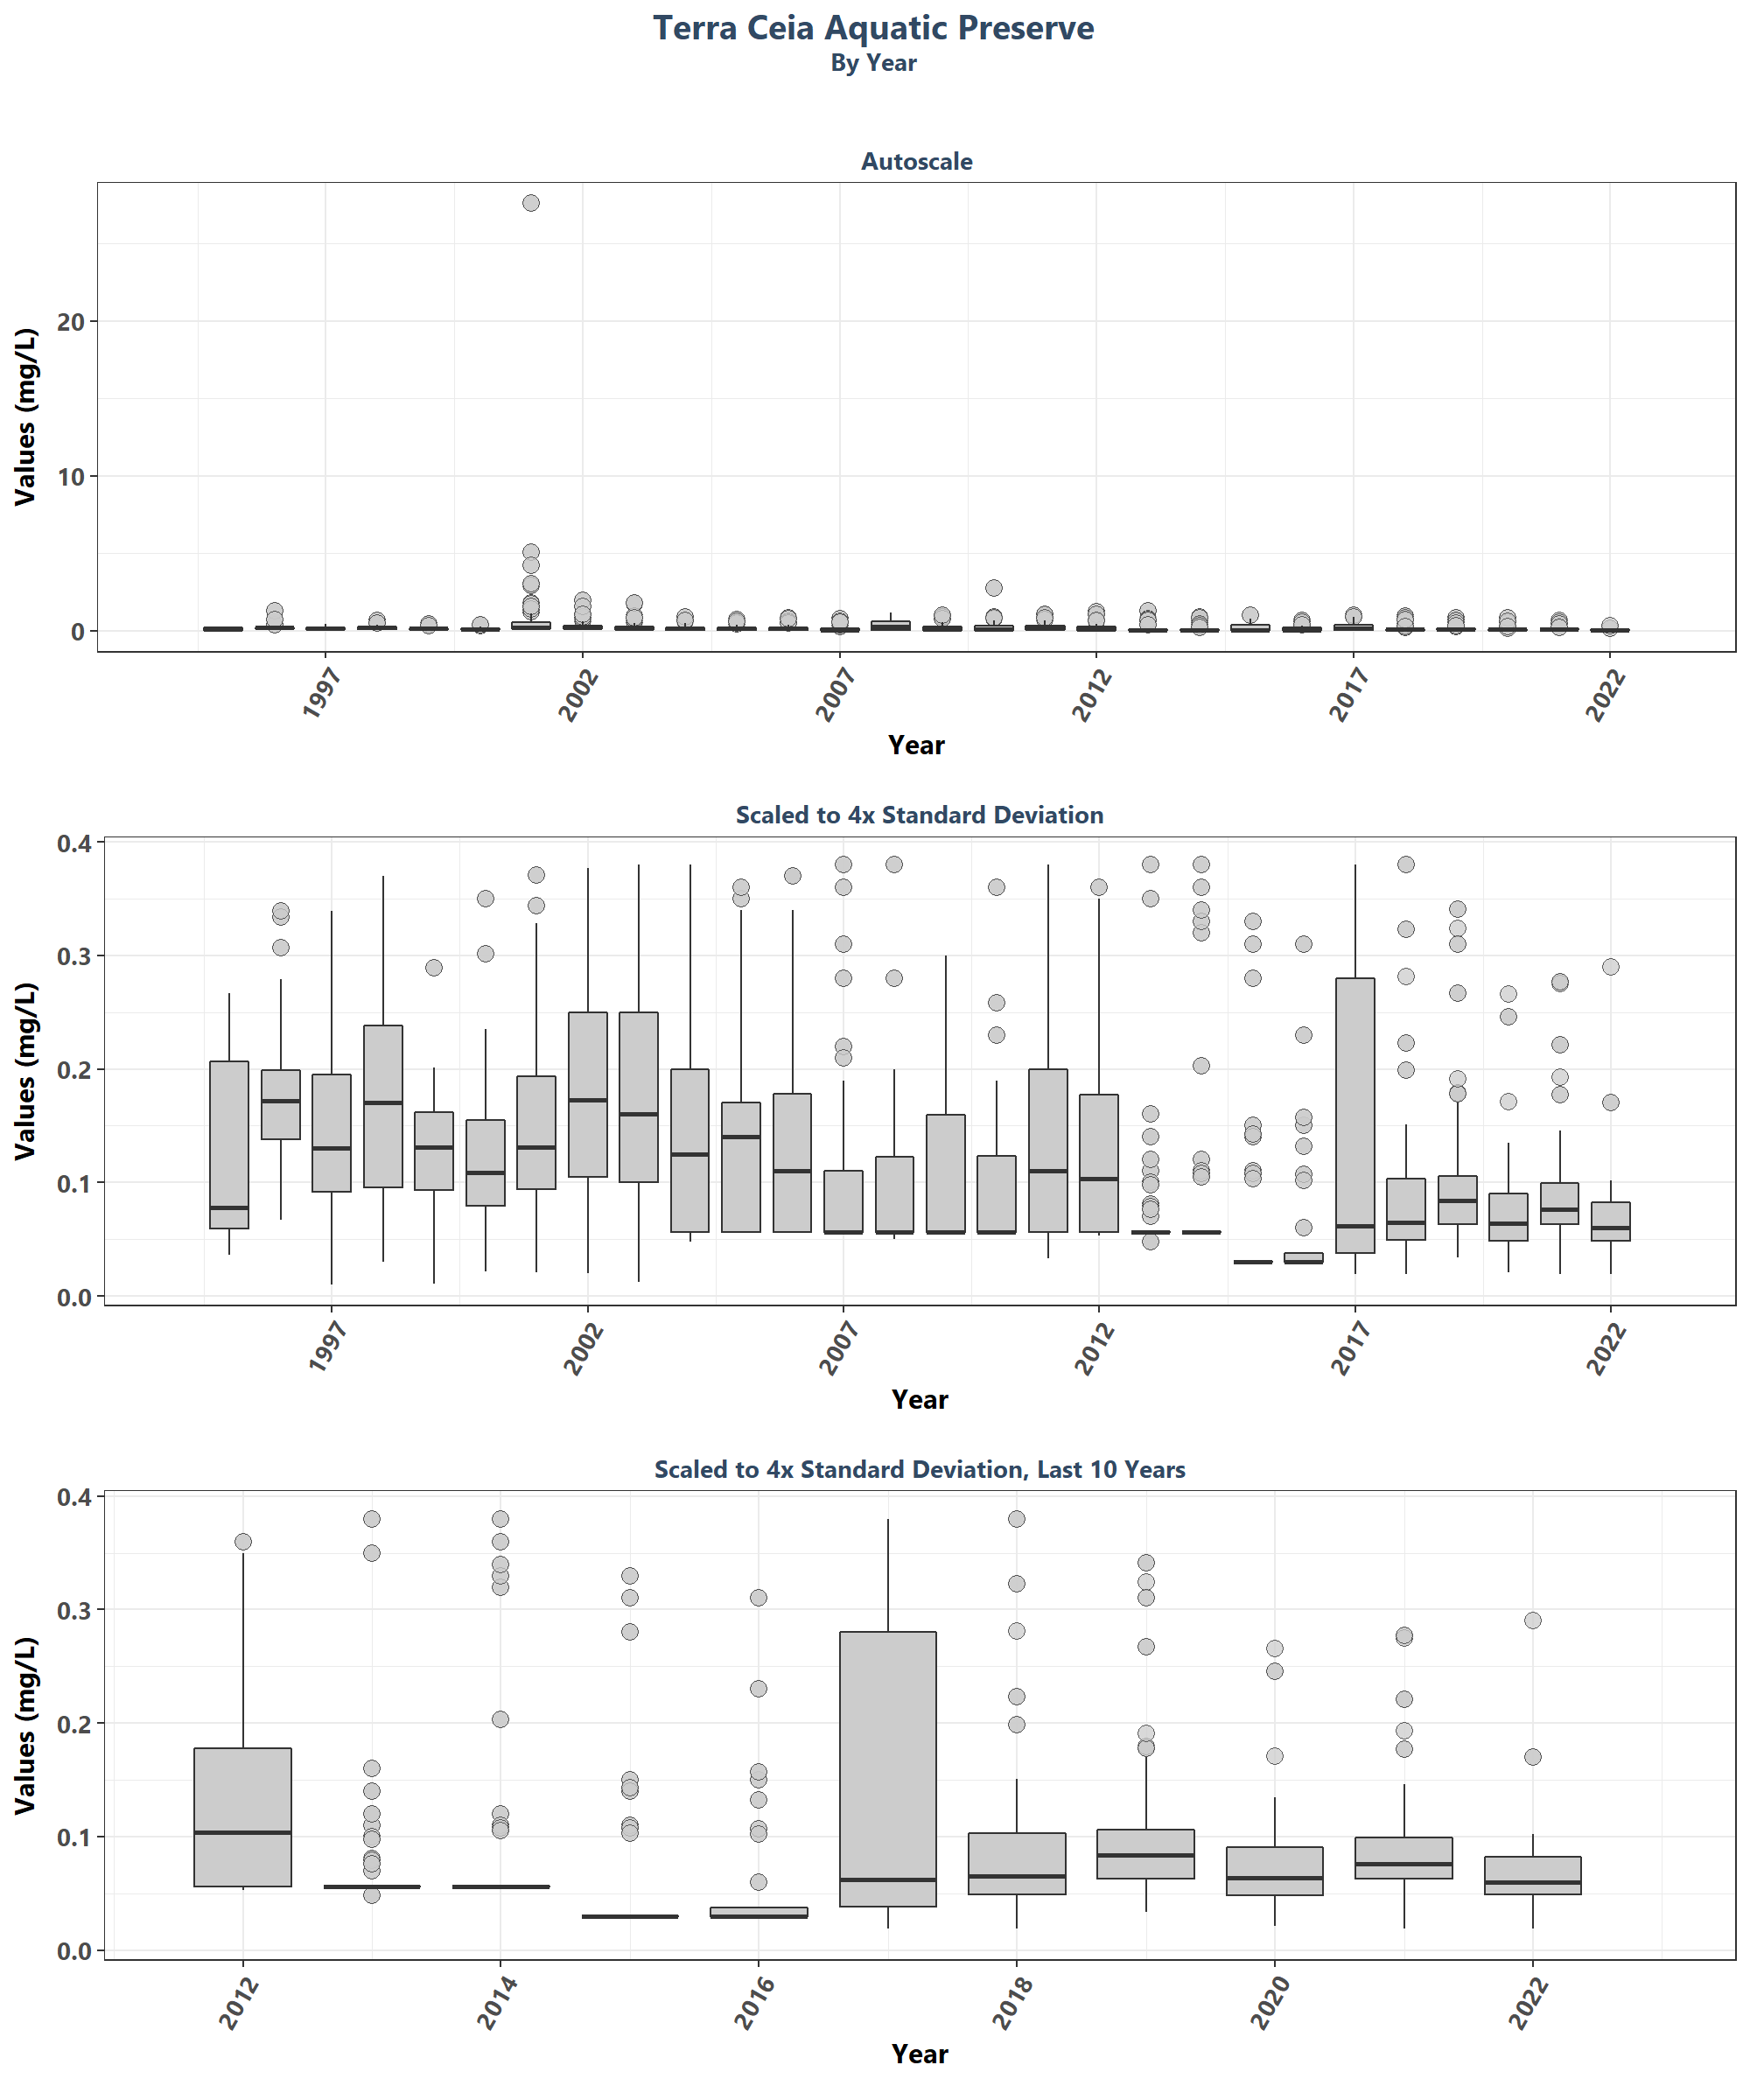 Terra Ceia Aquatic Preserve
By Year
Autoscale
Values (mg/L)
20
10
0
1997 2002 2007 2012 2017 2022
Year
Scaled to 4x Standard Deviation
Values (mg/L)
0.4
0.3
0.2
0.1
0.0
1997 2002 2007 2012 2017 2022
Year
Scaled to 4x Standard Deviation, Last 10 Years
Values (mg/L)
0.4
0.3
0.2
0.1
0.0
2012 2014 2016 2018 2020 2022
Year